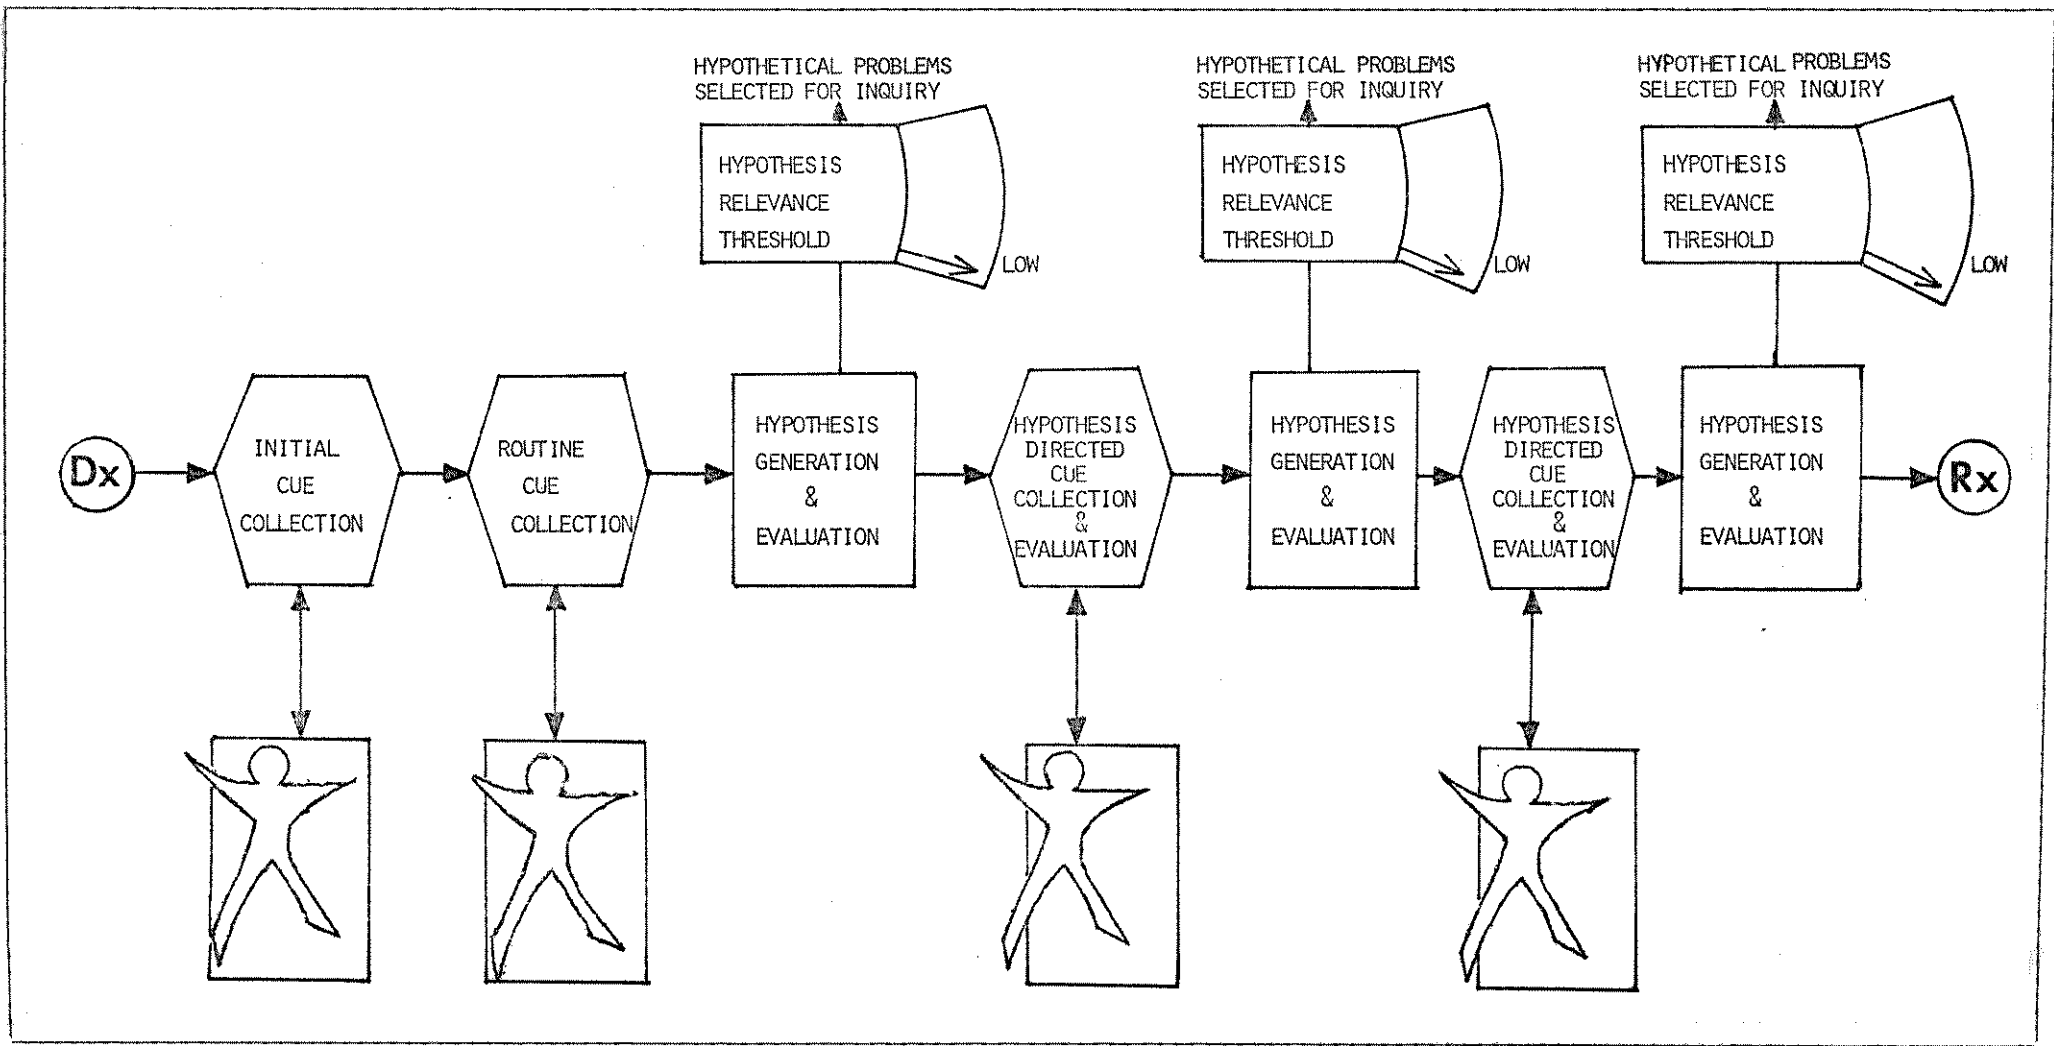 HYPOTHETICAL PROBLEMS
SELECTED FOR INQUIRY
HYPOTHESIS
RELEVANCE
THRESHOLD
LOW
HYPOTHETICAL PROBLEMS
SELECTED FOR INQUIRY
HYPOTHESIS
RELEVANCE
THRESHOLD
LOW
HYPOTHETICAL PROBLEMS
SELECTED FOR INQUIRY
HYPOTHESIS
RELEVANCE
THRESHOLD
LOW
Dx
INITIAL
CUE
COLLECTION
ROUTINE
CUE
COLLECTION
HYPOTHESIS
GENERATION
&
EVALUATION
HYPOTHESIS
DIRECTED
CUE
COLLECTION
&
EVALUATION
HYPOTHESIS
GENERATION
&
EVALUATION
HYPOTHESIS
DIRECTED
CUE
COLLECTION
&
EVALUATION
HYPOTHESIS
GENERATION
&
EVALUATION
Rx